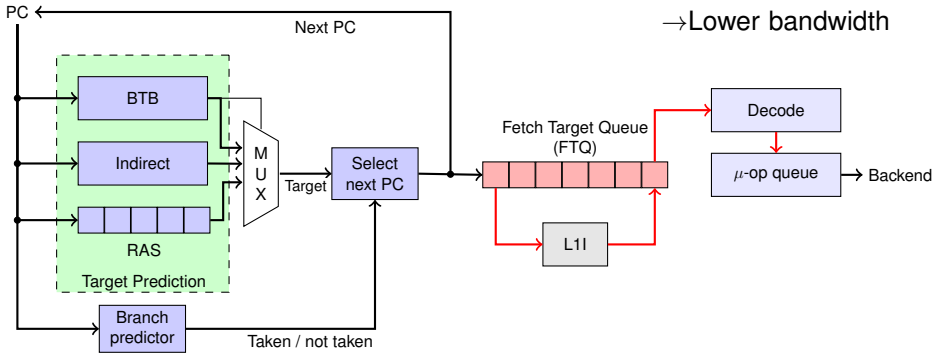 PC
Next PC
→Lower bandwidth
BTB
Indirect
RAS
Target Prediction
M
U
X
Target
Select
next PC
Branch
predictor
Taken / not taken
Fetch Target Queue
(FTQ)
L1I
Decode
μ-op queue
Backend